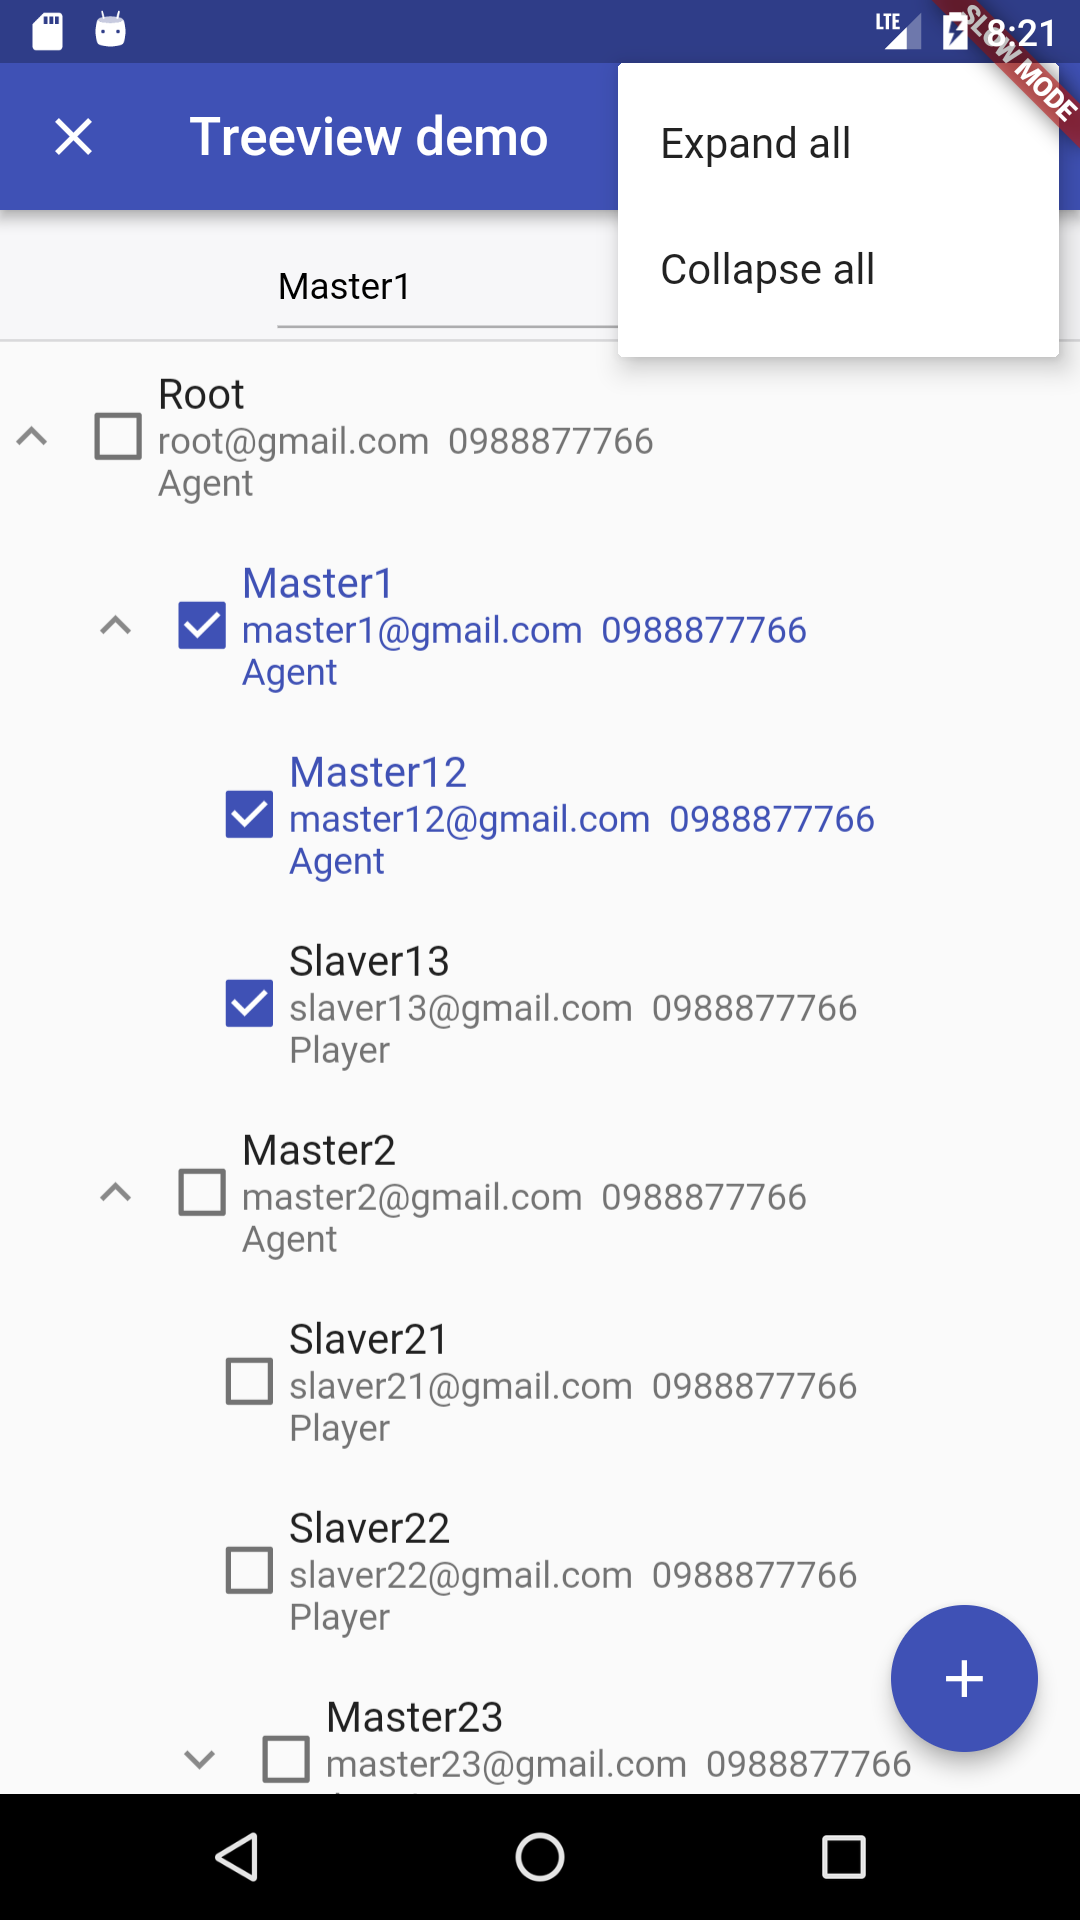 LTE 8:21
SLOW MODE
Treeview demo
Expand all
Collapse all
Master1
Root
root@gmail.com 0988877766
Agent
Master1
master1@gmail.com 0988877766
Agent
Master12
master12@gmail.com 0988877766
Agent
Slaver13
slaver13@gmail.com 0988877766
Player
Master2
master2@gmail.com 0988877766
Agent
Slaver21
slaver21@gmail.com 0988877766
Player
Slaver22
slaver22@gmail.com 0988877766
Player
Master23
master23@gmail.com 0988877766